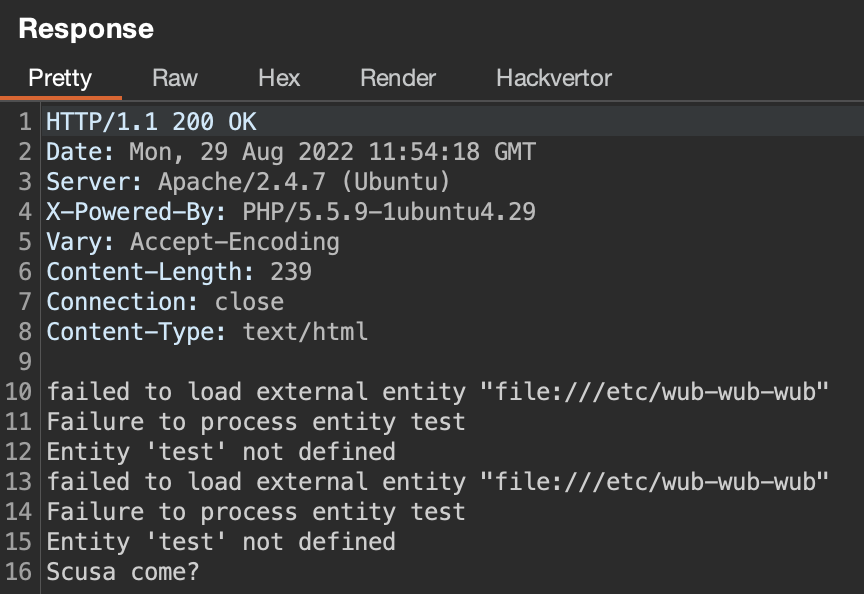 Response
Pretty Raw Hex Render Hackvertor
1 HTTP/1.1 200 OK
2 Date: Mon, 29 Aug 2022 11:54:18 GMT
3 Server: Apache/2.4.7 (Ubuntu)
4 X-Powered-By: PHP/5.5.9-1ubuntu4.29
5 Vary: Accept-Encoding
6 Content-Length: 239
7 Connection: close
8 Content-Type: text/html
9
10 failed to load external entity "file:///etc/wub-wub-wub"
11 Failure to process entity test
12 Entity 'test' not defined
13 failed to load external entity "file:///etc/wub-wub-wub"
14 Failure to process entity test
15 Entity 'test' not defined
16 Scusa come?